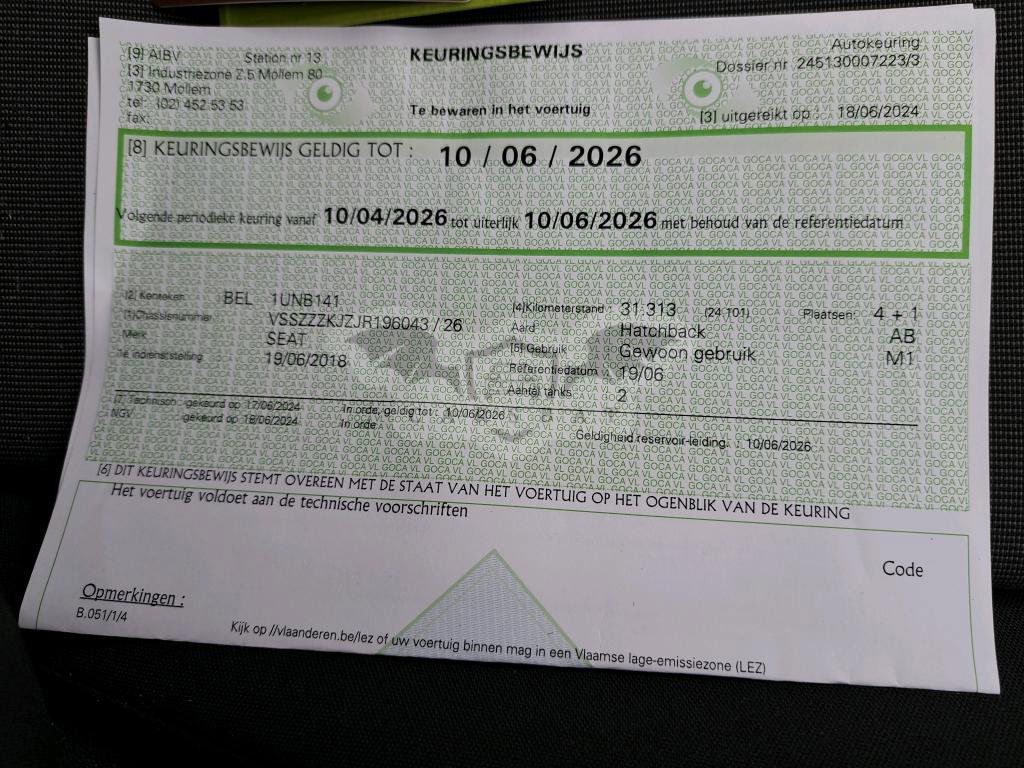 [9] AIBV Station nr 13
[3] Industriezone Z.5 Mollem 80
1730 Mollem
tel: (02) 452 53 53
fax:
KEURINGSBEWIJS
Te bewaren in het voertuig
Autokeuring
Dossier nr 245130007223/3
[3] uitgereikt op : 18/06/2024
[8] KEURINGSBEWIJS GELDIG TOT : 10 / 06 / 2026
Volgende periodieke keuring vanaf 10/04/2026 tot uiterlijk 10/06/2026 met behoud van de referentiedatum
[2] Kenteken BEL 1UNB141
[1]Chassisnummer VSSZZZKJZJR196043 / 26
Merk SEAT
1e indienststelling 19/06/2018
[4]Kilometerstand : 31 313 (24 101) Plaatsen: 4 + 1
Aard Hatchback AB
[5] Gebruik Gewoon gebruik M1
Referentiedatum : 19/06
Aantal tanks 2
[7] Technisch gekeurd op 17/06/2024 In orde, geldig tot : 10/06/2026
NGV gekeurd op 18/06/2024 In orde Geldigheid reservoir-leiding. : 10/06/2026
[6] DIT KEURINGSBEWIJS STEMT OVEREEN MET DE STAAT VAN HET VOERTUIG OP HET OGENBLIK VAN DE KEURING
Het voertuig voldoet aan de technische voorschriften
Code
Opmerkingen :
B.051/1/4
Kijk op //vlaanderen.be/lez of uw voertuig binnen mag in een Vlaamse lage-emissiezone (LEZ)